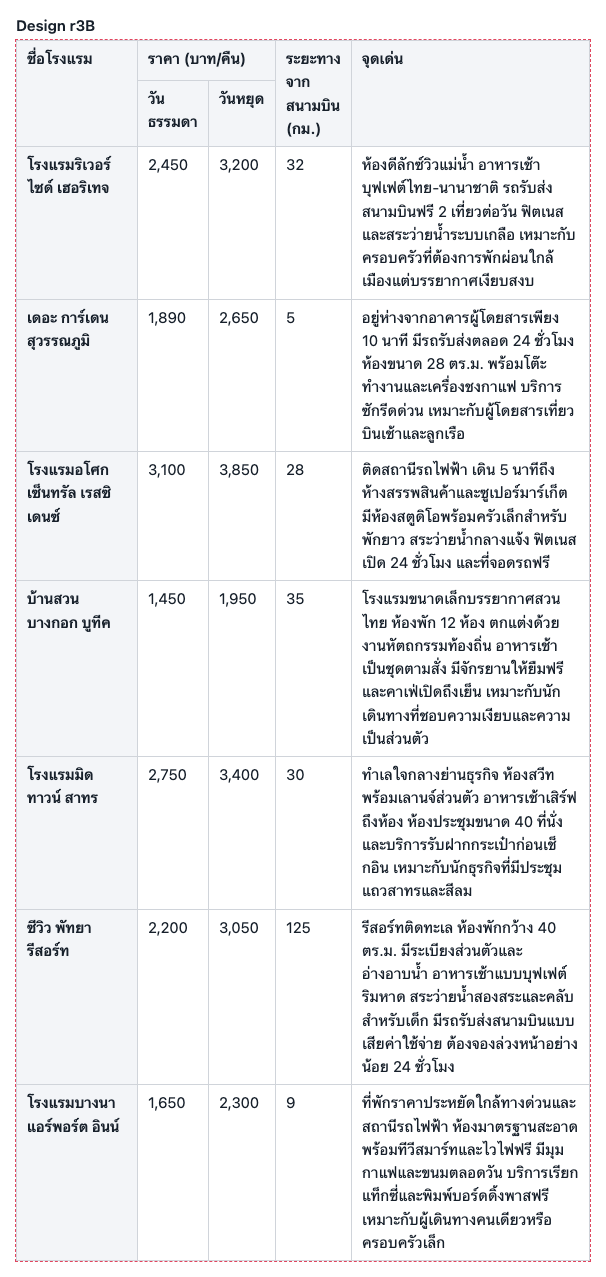 Design r3B
ชื่อโรงแรม
ราคา (บาท/คืน)
ระยะทาง
จาก
สนามบิน
(กม.)
จุดเด่น
วัน
ธรรมดา
วันหยุด
โรงแรมริเวอร์
ไซด์ เฮอริเทจ
2,450
3,200
32
ห้องดีลักซ์วิวแม่น้ำ อาหารเช้า
บุฟเฟต์ไทย-นานาชาติ รถรับส่ง
สนามบินฟรี 2 เที่ยวต่อวัน ฟิตเนส
และสระว่ายน้ำระบบเกลือ เหมาะกับ
ครอบครัวที่ต้องการพักผ่อนใกล้
เมืองแต่บรรยากาศเงียบสงบ
เดอะ การ์เดน
สุวรรณภูมิ
1,890
2,650
5
อยู่ห่างจากอาคารผู้โดยสารเพียง
10 นาที มีรถรับส่งตลอด 24 ชั่วโมง
ห้องขนาด 28 ตร.ม. พร้อมโต๊ะ
ทำงานและเครื่องชงกาแฟ บริการ
ซักรีดด่วน เหมาะกับผู้โดยสารเที่ยว
บินเช้าและลูกเรือ
โรงแรมอโศก
เซ็นทรัล เรสซิ
เดนซ์
3,100
3,850
28
ติดสถานีรถไฟฟ้า เดิน 5 นาทีถึง
ห้างสรรพสินค้าและซูเปอร์มาร์เก็ต
มีห้องสตูดิโอพร้อมครัวเล็กสำหรับ
พักยาว สระว่ายน้ำกลางแจ้ง ฟิตเนส
เปิด 24 ชั่วโมง และที่จอดรถฟรี
บ้านสวน
บางกอก บูทีค
1,450
1,950
35
โรงแรมขนาดเล็กบรรยากาศสวน
ไทย ห้องพัก 12 ห้อง ตกแต่งด้วย
งานหัตถกรรมท้องถิ่น อาหารเช้า
เป็นชุดตามสั่ง มีจักรยานให้ยืมฟรี
และคาเฟ่เปิดถึงเย็น เหมาะกับนัก
เดินทางที่ชอบความเงียบและความ
เป็นส่วนตัว
โรงแรมมิด
ทาวน์ สาทร
2,750
3,400
30
ทำเลใจกลางย่านธุรกิจ ห้องสวีท
พร้อมเลานจ์ส่วนตัว อาหารเช้าเสิร์ฟ
ถึงห้อง ห้องประชุมขนาด 40 ที่นั่ง
และบริการรับฝากกระเป๋าก่อนเช็
กอิน เหมาะกับนักธุรกิจที่มีประชุม
แถวสาทรและสีลม
ซีวิว พัทยา
รีสอร์ท
2,200
3,050
125
รีสอร์ทติดทะเล ห้องพักกว้าง 40
ตร.ม. มีระเบียงส่วนตัวและ
อ่างอาบน้ำ อาหารเช้าแบบบุฟเฟต์
ริมหาด สระว่ายน้ำสองสระและคลับ
สำหรับเด็ก มีรถรับส่งสนามบินแบบ
เสียค่าใช้จ่าย ต้องจองล่วงหน้าอย่าง
น้อย 24 ชั่วโมง
โรงแรมบางนา
แอร์พอร์ต อินน์
1,650
2,300
9
ที่พักราคาประหยัดใกล้ทางด่วนและ
สถานีรถไฟฟ้า ห้องมาตรฐานสะอาด
พร้อมทีวีสมาร์ทและไวไฟฟรี มีมุม
กาแฟและขนมตลอดวัน บริการเรียก
แท็กซี่และพิมพ์บอร์ดดิ้งพาสฟรี
เหมาะกับผู้เดินทางคนเดียวหรือ
ครอบครัวเล็ก